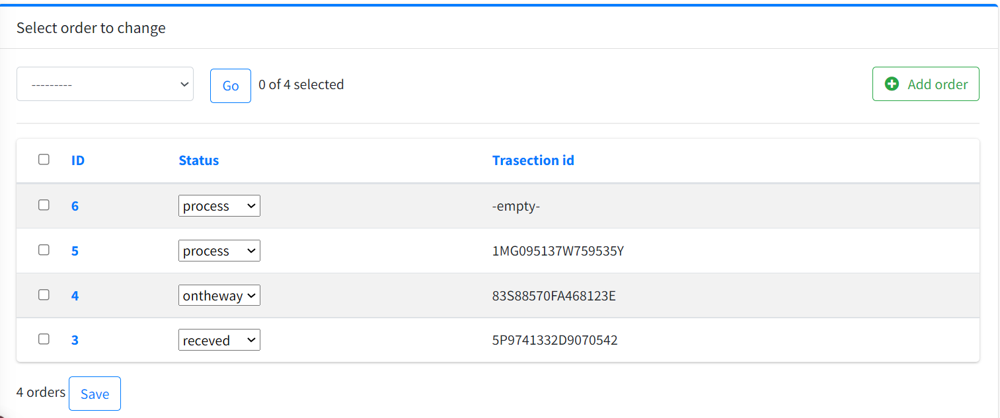 Select order to change
--------- Go 0 of 4 selected Add order
ID Status Trasection id
6 process -empty-
5 process 1MG095137W759535Y
4 ontheway 83S88570FA468123E
3 receved 5P9741332D9070542
4 orders Save